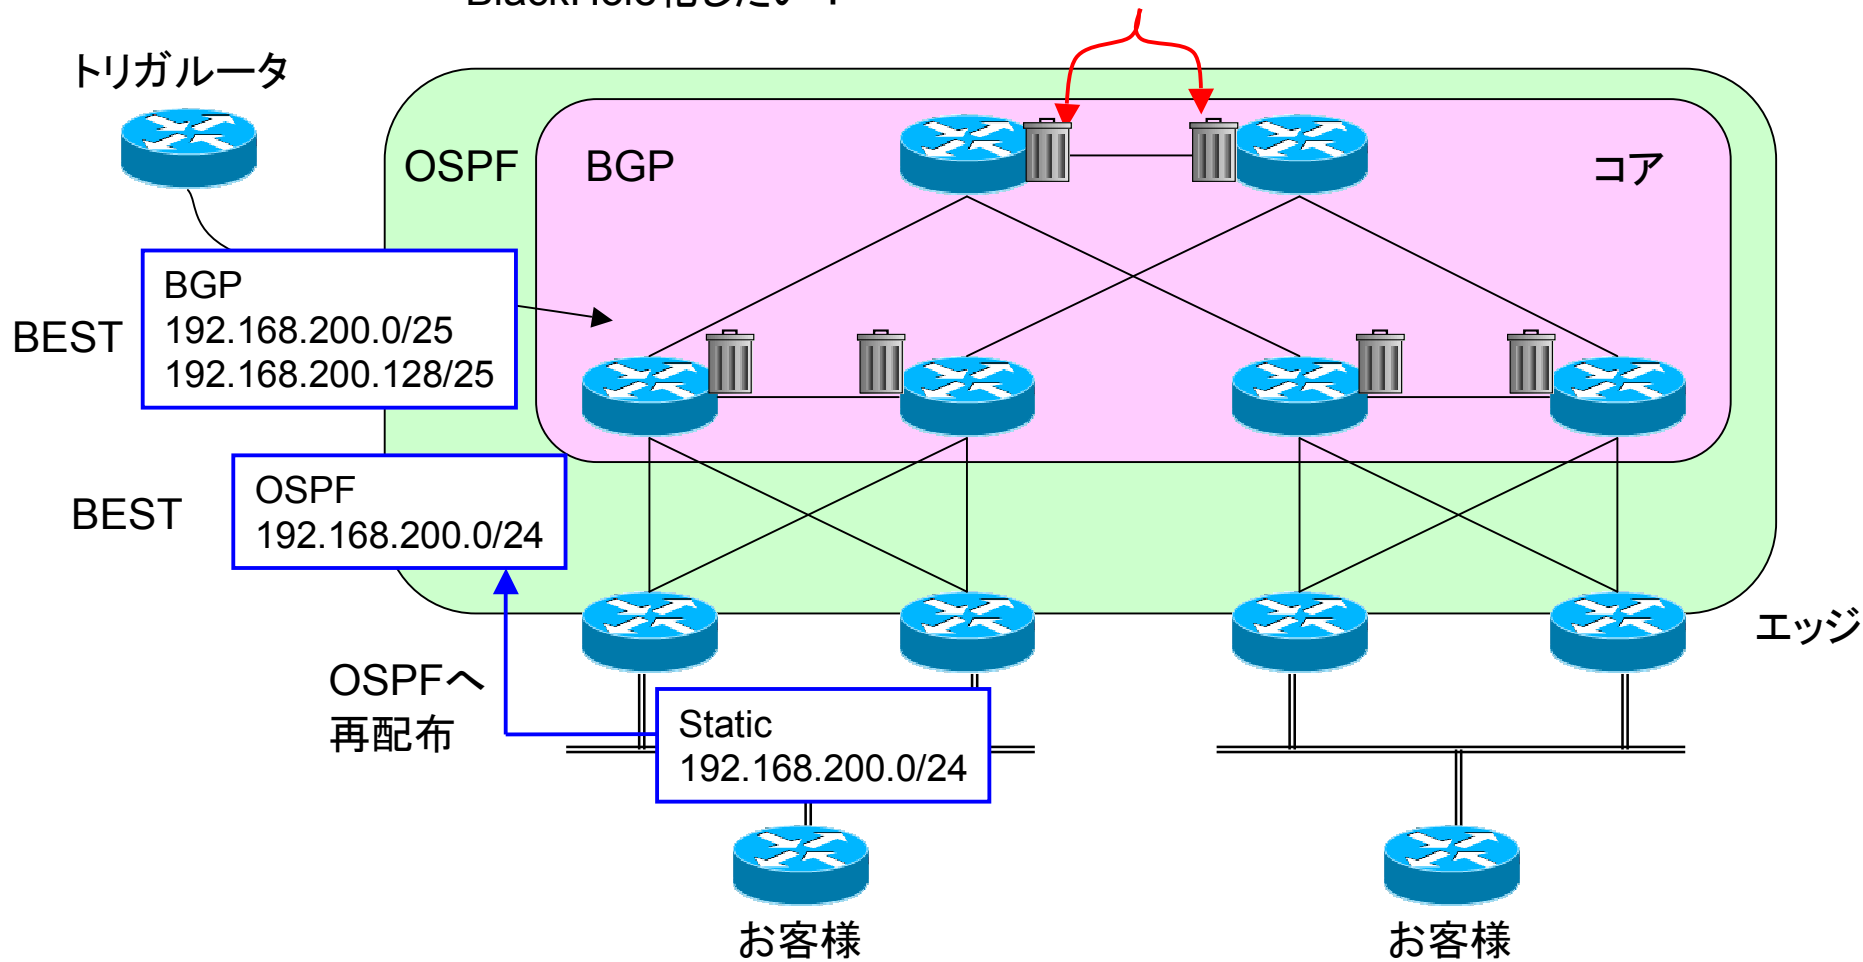 トリガルータ
OSPF
BGP
コア
BEST
BGP
192.168.200.0/25
192.168.200.128/25
BEST
OSPF
192.168.200.0/24
エッジ
OSPFへ
再配布
Static
192.168.200.0/24
お客様
お客様